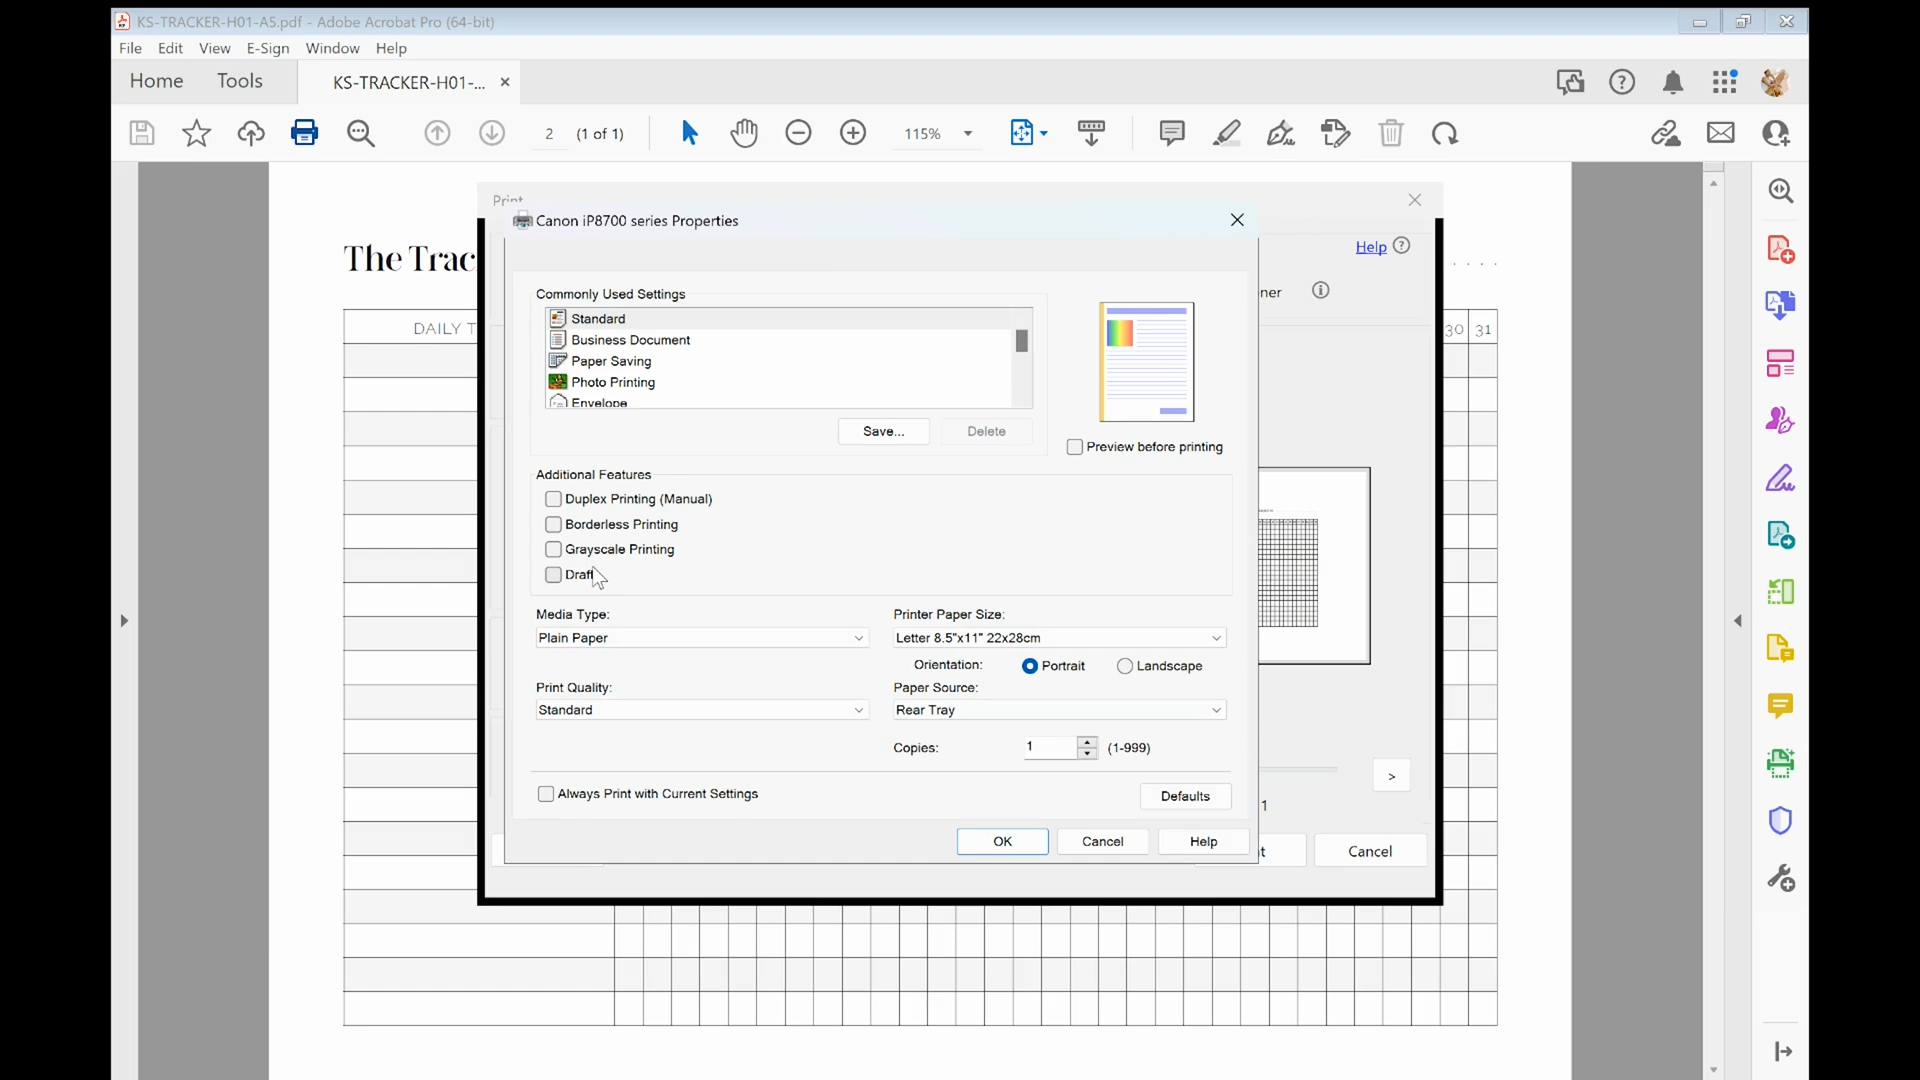 KS-TRACKER-H01-A5.pdf - Adobe Acrobat Pro (64-bit)
File Edit View E-Sign Window Help
Home Tools KS-TRACKER-H01-... ×
2 (1 of 1) 115%
Print
Canon iP8700 series Properties
Help
The Trac
ner
Commonly Used Settings
Standard
Business Document
Paper Saving
Photo Printing
Envelope
DAILY T
30 31
Save... Delete
Preview before printing
Additional Features
Duplex Printing (Manual)
Borderless Printing
Grayscale Printing
Draft
Media Type: Printer Paper Size:
Plain Paper Letter 8.5"x11" 22x28cm
Orientation: Portrait Landscape
Print Quality: Paper Source:
Standard Rear Tray
Copies: 1 (1-999)
>
Always Print with Current Settings Defaults
1
OK Cancel Help
t Cancel